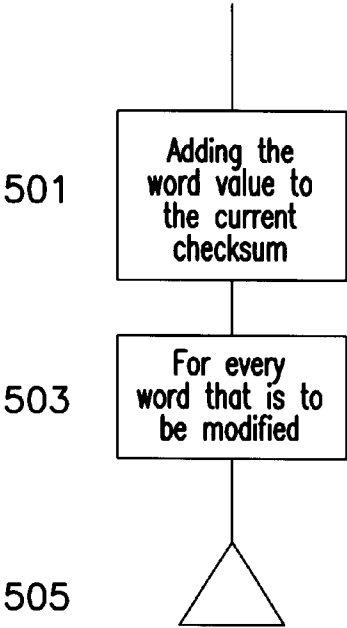 501
Adding the
word value to
the current
checksum
503
For every
word that is to
be modified
505